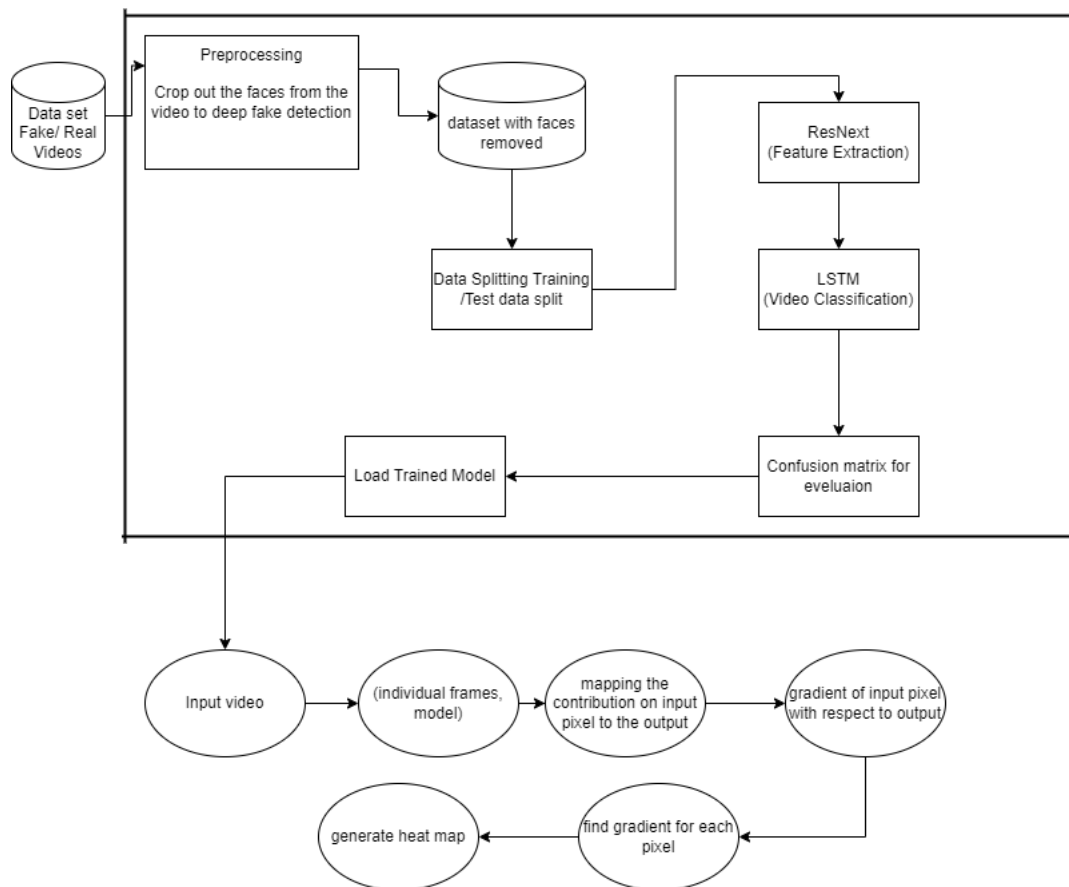 Data set
Fake/ Real
Videos
Preprocessing
Crop out the faces from the
video to deep fake detection
dataset with faces
removed
ResNext
(Feature Extraction)
Data Splitting Training
/Test data split
LSTM
(Video Classification)
Load Trained Model
Confusion matrix for
eveluaion
Input video
(individual frames,
model)
mapping the
contribution on input
pixel to the output
gradient of input pixel
with respect to output
generate heat map
find gradient for each
pixel